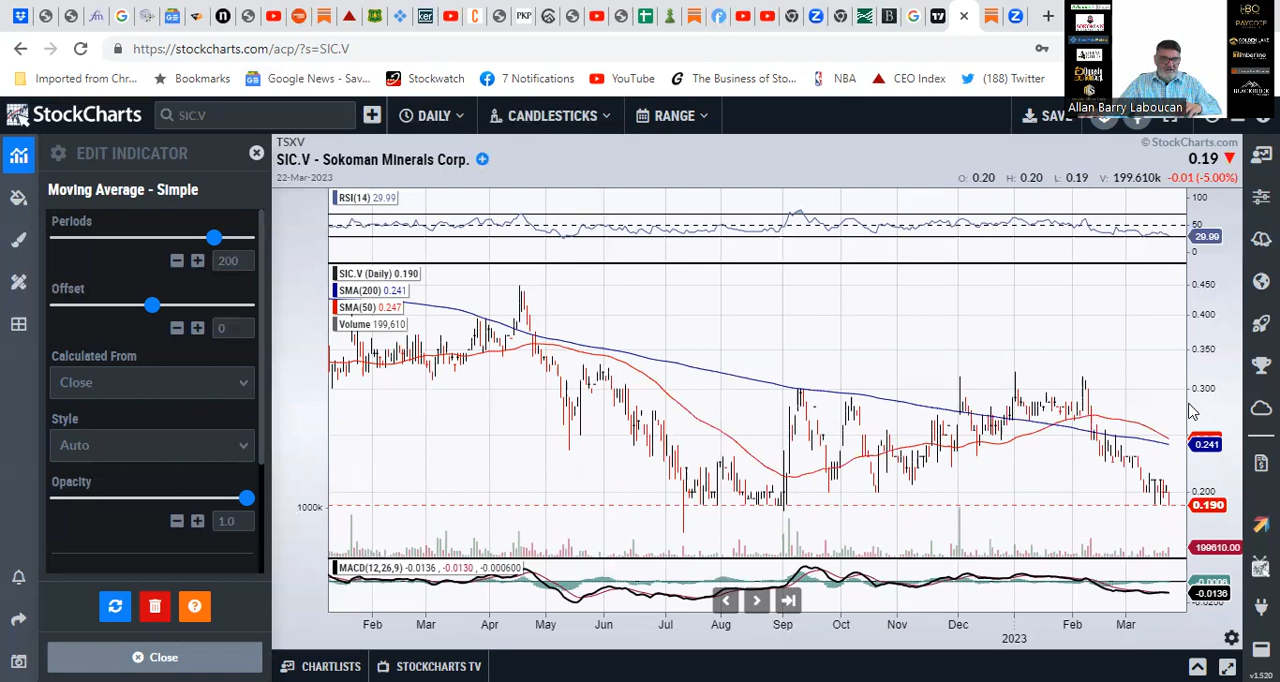 https://stockcharts.com/acp/?s=SIC.V
Imported from Chr...
Bookmarks
Google News - Sav...
Stockwatch
7 Notifications
YouTube
The Business of Sto...
NBA
CEO Index
(188) Twitter
Allan Barry Laboucan
StockCharts
SIC.V
DAILY
CANDLESTICKS
RANGE
SAVE
EDIT INDICATOR
Moving Average - Simple
Periods
200
Offset
0
Calculated From
Close
Style
Auto
Opacity
1.0
Close
TSXV
© StockCharts.com
SIC.V - Sokoman Minerals Corp.
0.19
22-Mar-2023
O: 0.20 H: 0.20 L: 0.19 V: 199.610k -0.01 (-5.00%)
RSI(14) 29.99
100
50
29.99
0
SIC.V (Daily) 0.190
SMA(200) 0.241
SMA(50) 0.247
Volume 199,610
0.450
0.400
0.350
0.300
0.241
0.200
0.190
1000k
199610.00
MACD(12,26,9) -0.0136 , -0.0130 , -0.000600
-0.0136
Feb Mar Apr May Jun Jul Aug Sep Oct Nov Dec 2023 Feb Mar
CHARTLISTS
STOCKCHARTS TV
v1.520